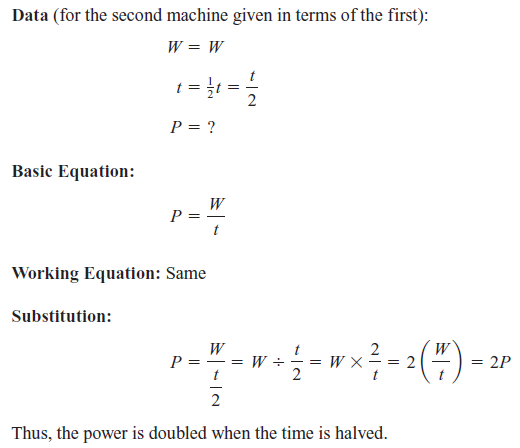 Data (for the second machine given in terms of the first):
W = W
t = ½t = t/2
P = ?
Basic Equation:
P = W/t
Working Equation: Same
Substitution:
P = W/(t/2) = W ÷ t/2 = W × 2/t = 2(W/t) = 2P
Thus, the power is doubled when the time is halved.